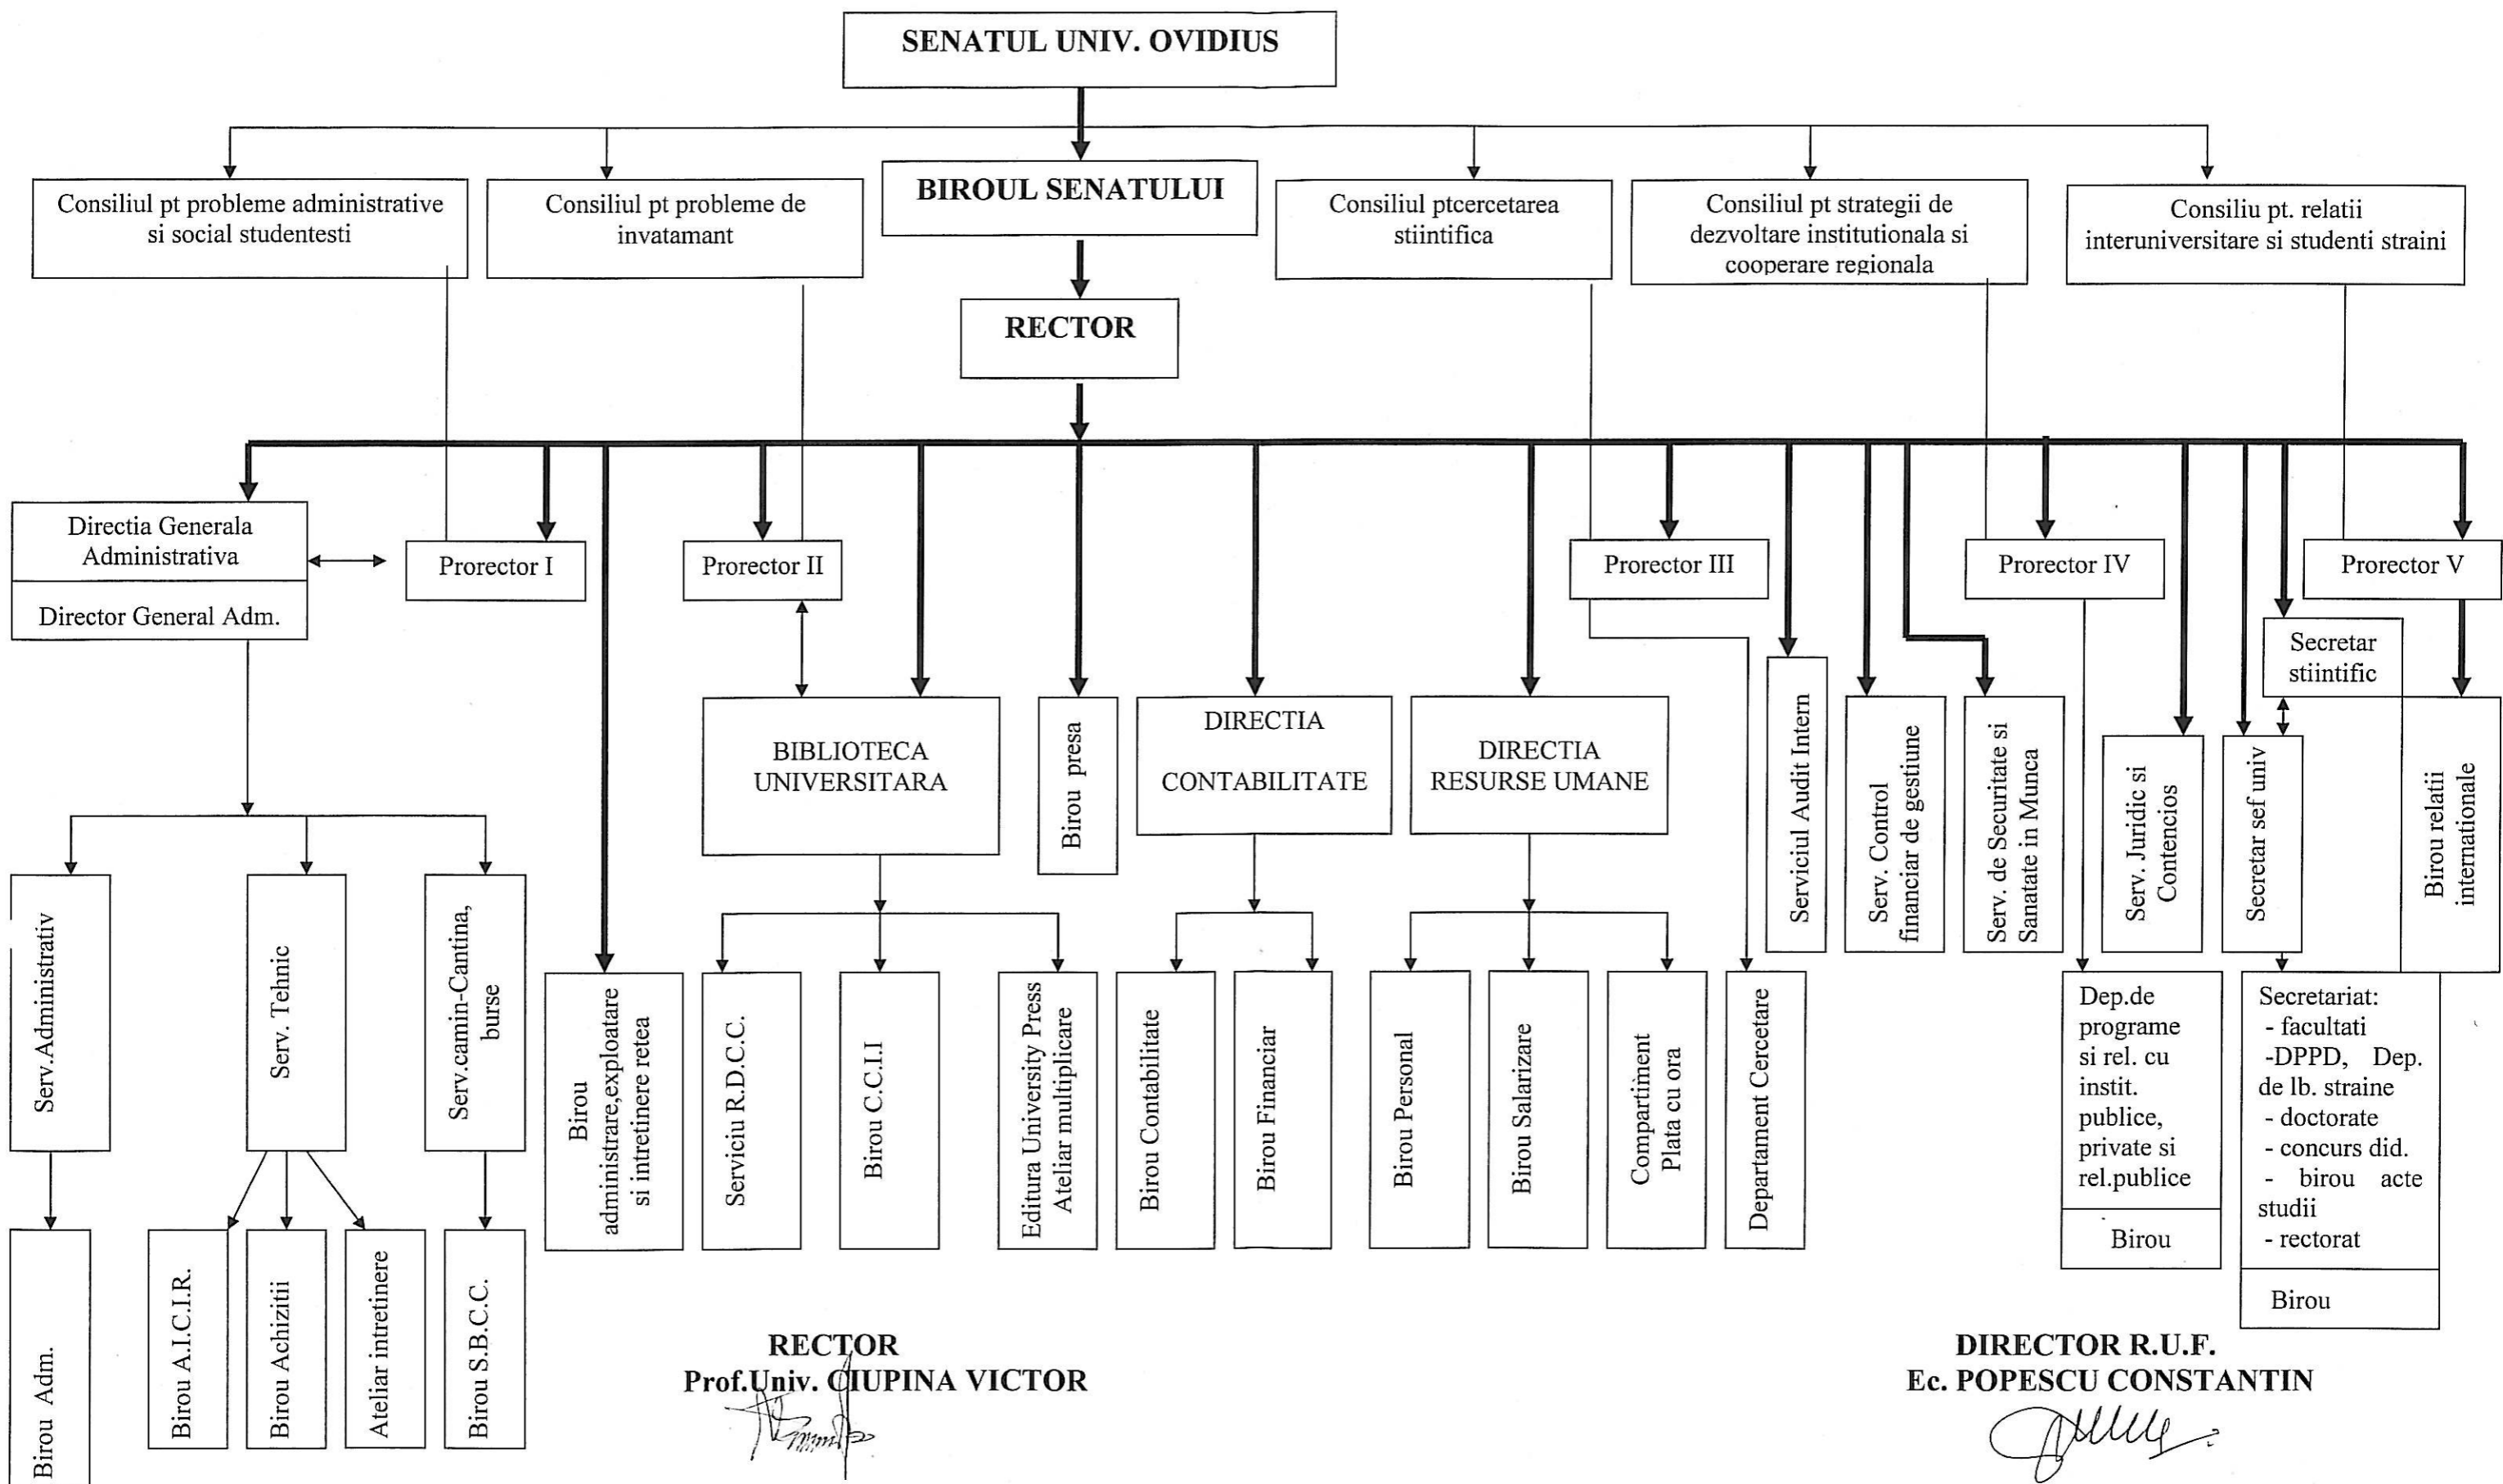 SENATUL UNIV. OVIDIUS
Consiliul pt probleme administrative
si social studentesti
Consiliul pt probleme de
invatamant
BIROUL SENATULUI
Consiliul ptcercetarea
stiintifica
Consiliul pt strategii de
dezvoltare institutionala si
cooperare regionala
Consiliu pt. relatii
interuniversitare si studenti straini
RECTOR
Directia Generala
Administrativa
Director General Adm.
Prorector I
Prorector II
Prorector III
Prorector IV
Prorector V
Secretar
stiintific
BIBLIOTECA
UNIVERSITARA
Birou presa
DIRECTIA
CONTABILITATE
DIRECTIA
RESURSE UMANE
Serviciul Audit Intern
Serv. Control
financiar de gestiune
Serv. de Securitate si
Sanatate in Munca
Serv. Juridic si
Contencios
Secretar sef univ
Birou relatii
internationale
Serv.Administrativ
Serv. Tehnic
Serv.camin-Cantina,
burse
Birou
administrare,exploatare
si intretinere retea
Serviciu R.D.C.C.
Birou C.C.I.I
Editura University Press
Ateliar multiplicare
Birou Contabilitate
Birou Financiar
Birou Personal
Birou Salarizare
Compartiment
Plata cu ora
Departament Cercetare
Dep.de
programe
si rel. cu
instit.
publice,
private si
rel.publice
Birou
Secretariat:
- facultati
-DPPD, Dep.
de lb. straine
- doctorate
- concurs did.
- birou acte
studii
- rectorat
Birou
Birou Adm.
Birou A.I.C.I.R.
Birou Achizitii
Ateliar intretinere
Birou S.B.C.C.
RECTOR
Prof.Univ. CIUPINA VICTOR
DIRECTOR R.U.F.
Ec. POPESCU CONSTANTIN